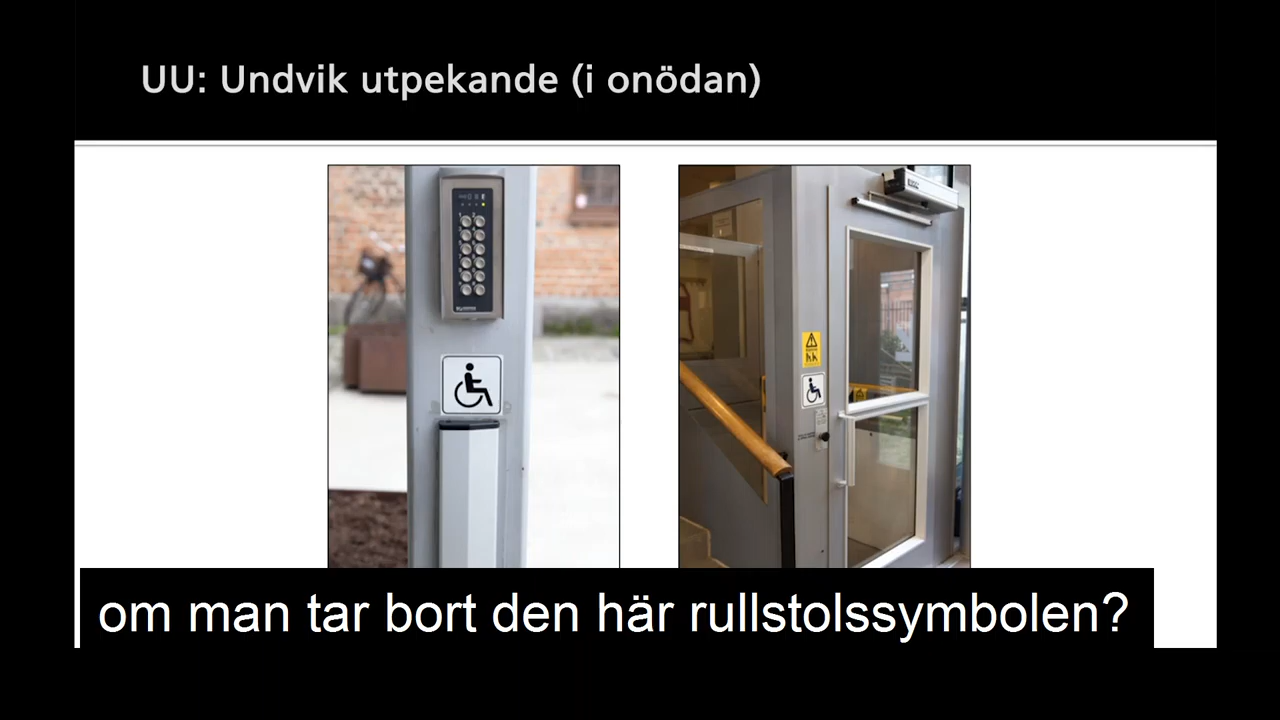 UU: Undvik utpekande (i onödan)
om man tar bort den här rullstolssymbolen?